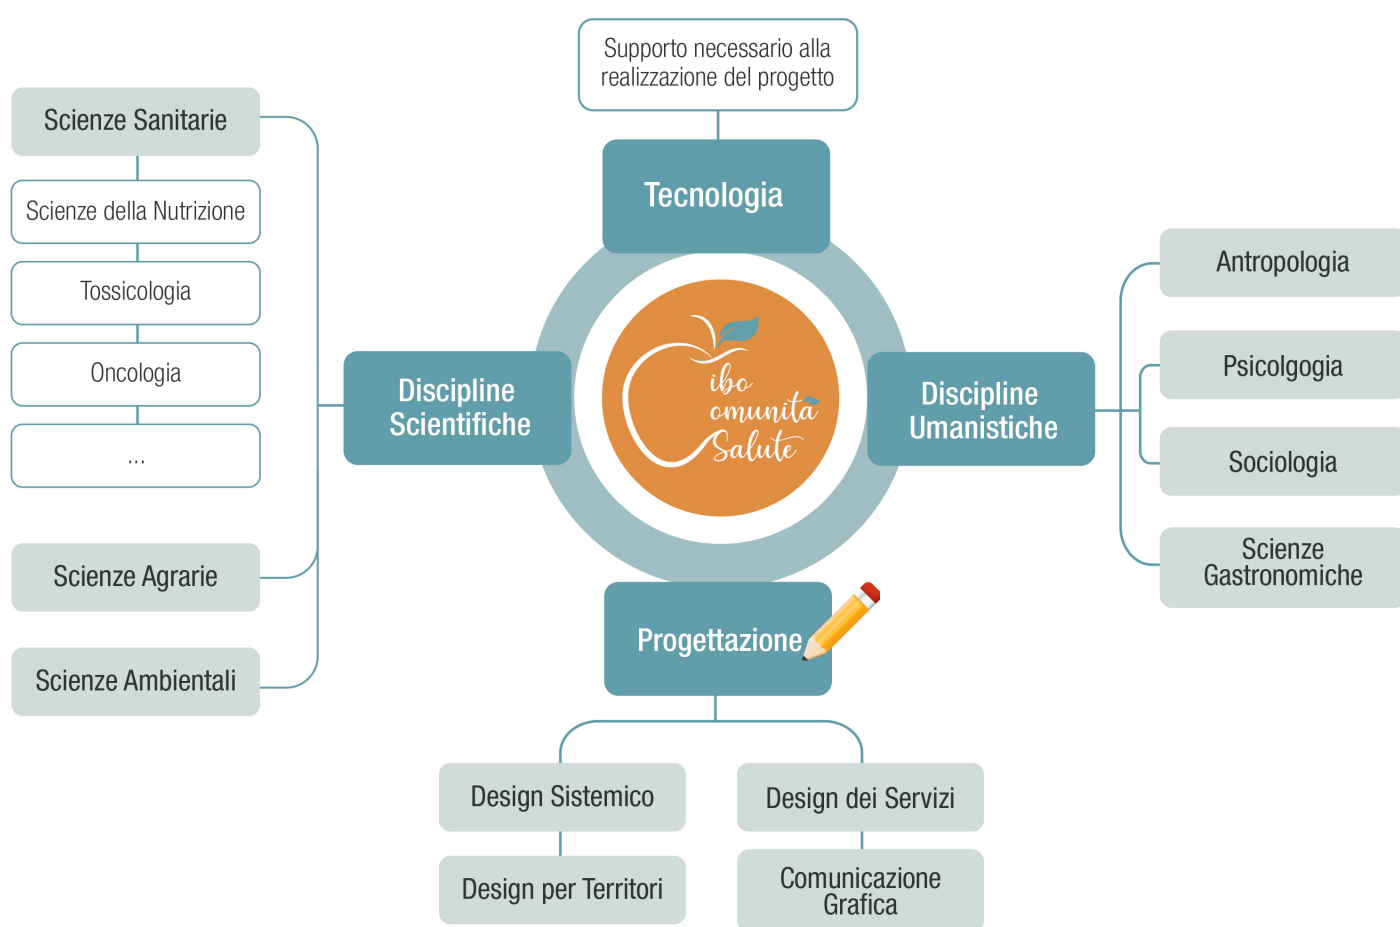 Supporto necessario alla
realizzazione del progetto
Tecnologia
Scienze Sanitarie
Scienze della Nutrizione
Tossicologia
Oncologia
...
Scienze Agrarie
Scienze Ambientali
Discipline
Scientifiche
ibo
omunità
Salute
Discipline
Umanistiche
Antropologia
Psicolgogia
Sociologia
Scienze
Gastronomiche
Progettazione
Design Sistemico
Design per Territori
Design dei Servizi
Comunicazione
Grafica